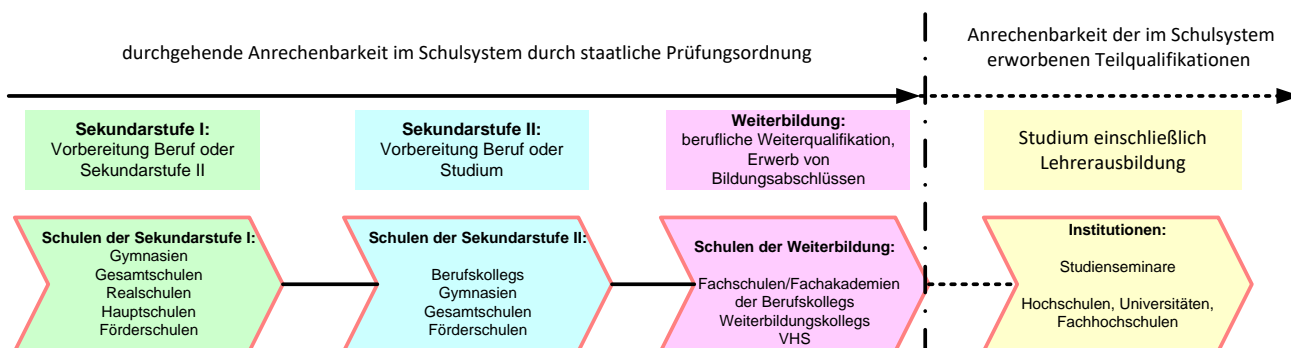 durchgehende Anrechenbarkeit im Schulsystem durch staatliche Prüfungsordnung
Anrechenbarkeit der im Schulsystem
erworbenen Teilqualifikationen
Sekundarstufe I:
Vorbereitung Beruf oder
Sekundarstufe II
Sekundarstufe II:
Vorbereitung Beruf oder
Studium
Weiterbildung:
berufliche Weiterqualifikation,
Erwerb von
Bildungsabschlüssen
Studium einschließlich
Lehrerausbildung
Schulen der Sekundarstufe I:
Gymnasien
Gesamtschulen
Realschulen
Hauptschulen
Förderschulen
Schulen der Sekundarstufe II:
Berufskollegs
Gymnasien
Gesamtschulen
Förderschulen
Schulen der Weiterbildung:
Fachschulen/Fachakademien
der Berufskollegs
Weiterbildungskollegs
VHS
Institutionen:
Studienseminare
Hochschulen, Universitäten,
Fachhochschulen